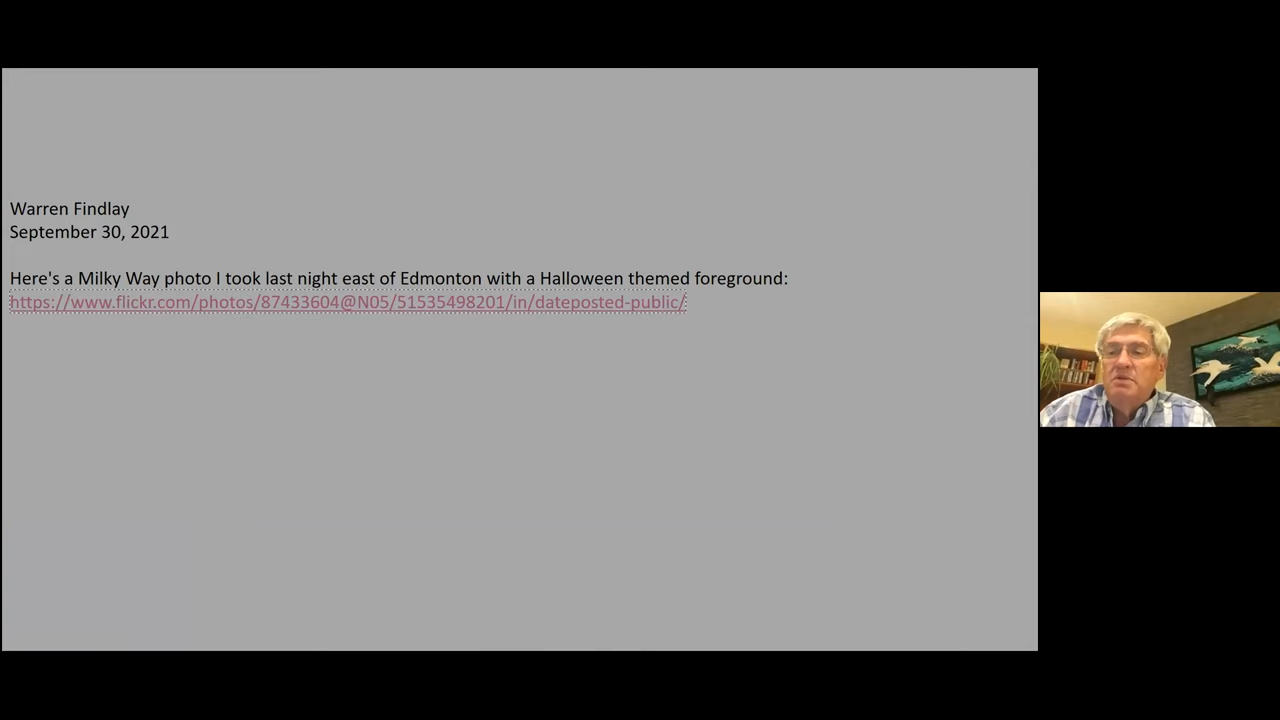 Warren Findlay
September 30, 2021
Here's a Milky Way photo I took last night east of Edmonton with a Halloween themed foreground:
https://www.flickr.com/photos/87433604@N05/51535498201/in/dateposted-public/